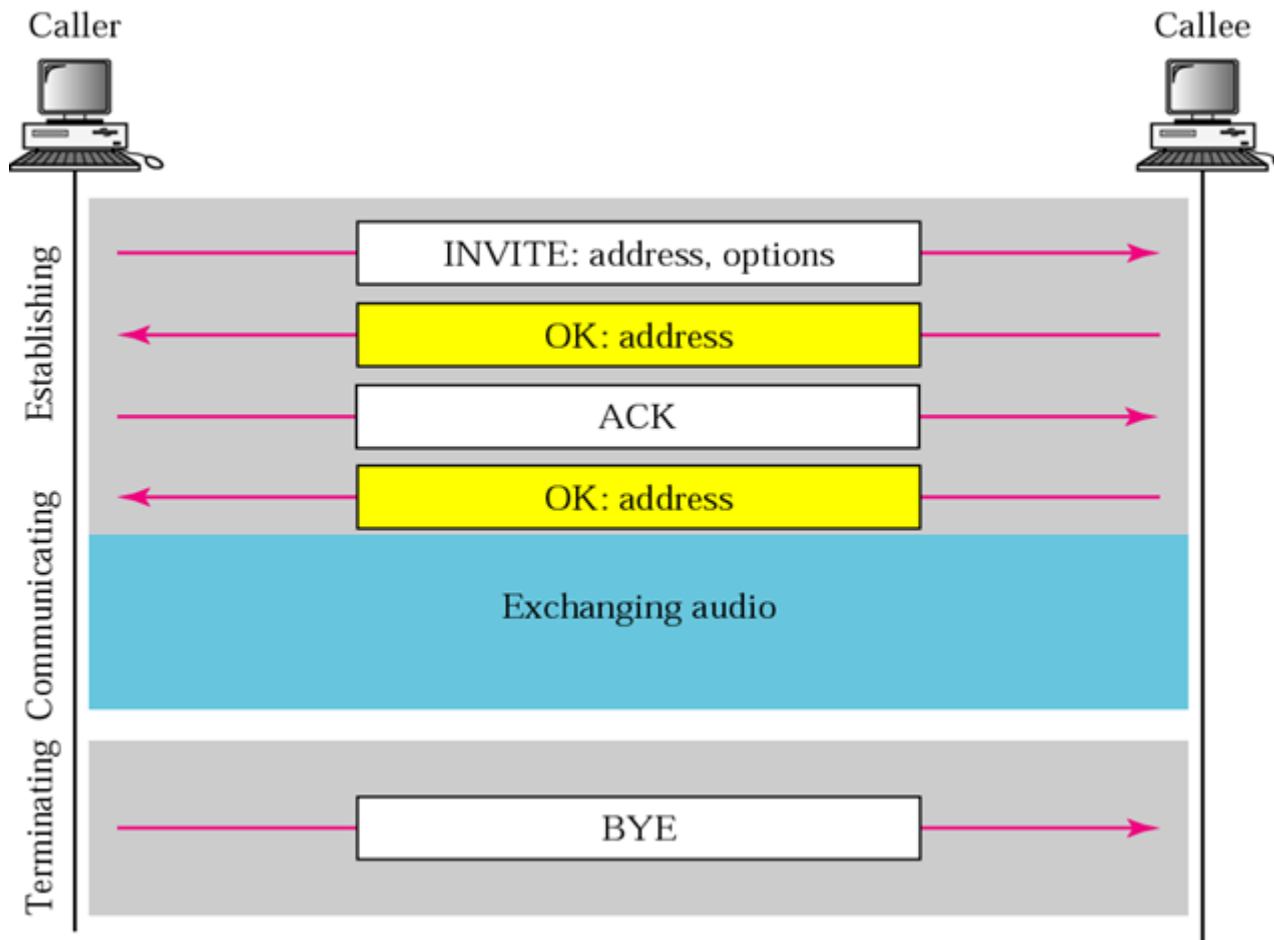 Caller
Callee
Establishing
INVITE: address, options
OK: address
ACK
OK: address
Communicating
Exchanging audio
Terminating
BYE